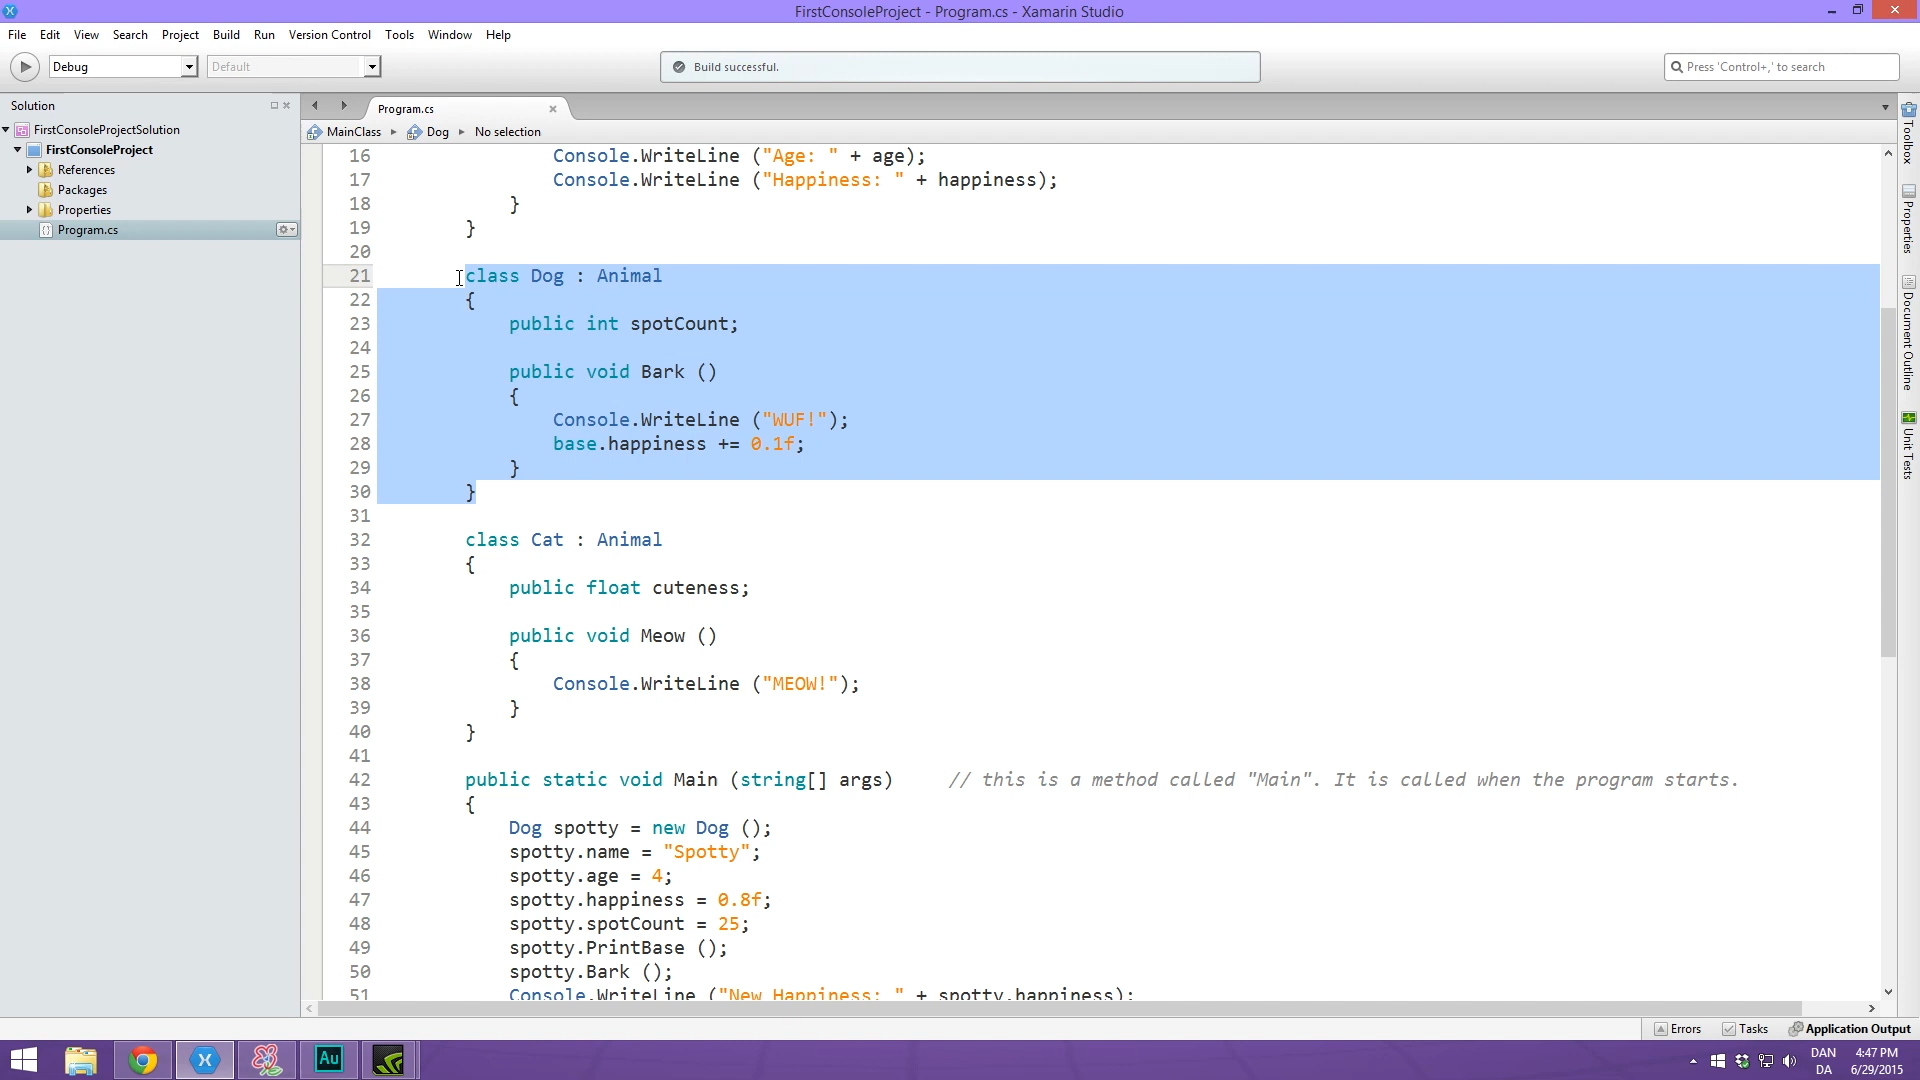 FirstConsoleProject - Program.cs - Xamarin Studio
File Edit View Search Project Build Run Version Control Tools Window Help
Debug Default Build successful. Press 'Control+,' to search
Solution
FirstConsoleProjectSolution
FirstConsoleProject
References
Packages
Properties
Program.cs
Program.cs
MainClass Dog No selection
16 Console.WriteLine ("Age: " + age);
17 Console.WriteLine ("Happiness: " + happiness);
18 }
19 }
20
21 class Dog : Animal
22 {
23 public int spotCount;
24
25 public void Bark ()
26 {
27 Console.WriteLine ("WUF!");
28 base.happiness += 0.1f;
29 }
30 }
31
32 class Cat : Animal
33 {
34 public float cuteness;
35
36 public void Meow ()
37 {
38 Console.WriteLine ("MEOW!");
39 }
40 }
41
42 public static void Main (string[] args) // this is a method called "Main". It is called when the program starts.
43 {
44 Dog spotty = new Dog ();
45 spotty.name = "Spotty";
46 spotty.age = 4;
47 spotty.happiness = 0.8f;
48 spotty.spotCount = 25;
49 spotty.PrintBase ();
50 spotty.Bark ();
51 Console.WriteLine ("New Happiness: " + spotty.happiness);
Toolbox
Properties
Document Outline
Unit Tests
Errors Tasks Application Output
Au
DAN 4:47 PM
DA 6/29/2015